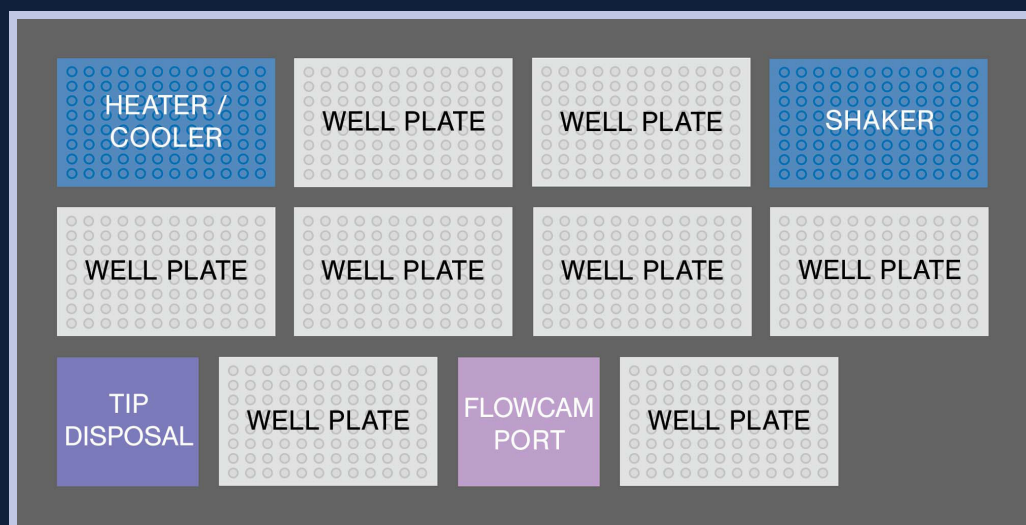 HEATER /
COOLER
WELL PLATE
WELL PLATE
SHAKER
WELL PLATE
WELL PLATE
WELL PLATE
WELL PLATE
TIP
DISPOSAL
WELL PLATE
FLOWCAM
PORT
WELL PLATE